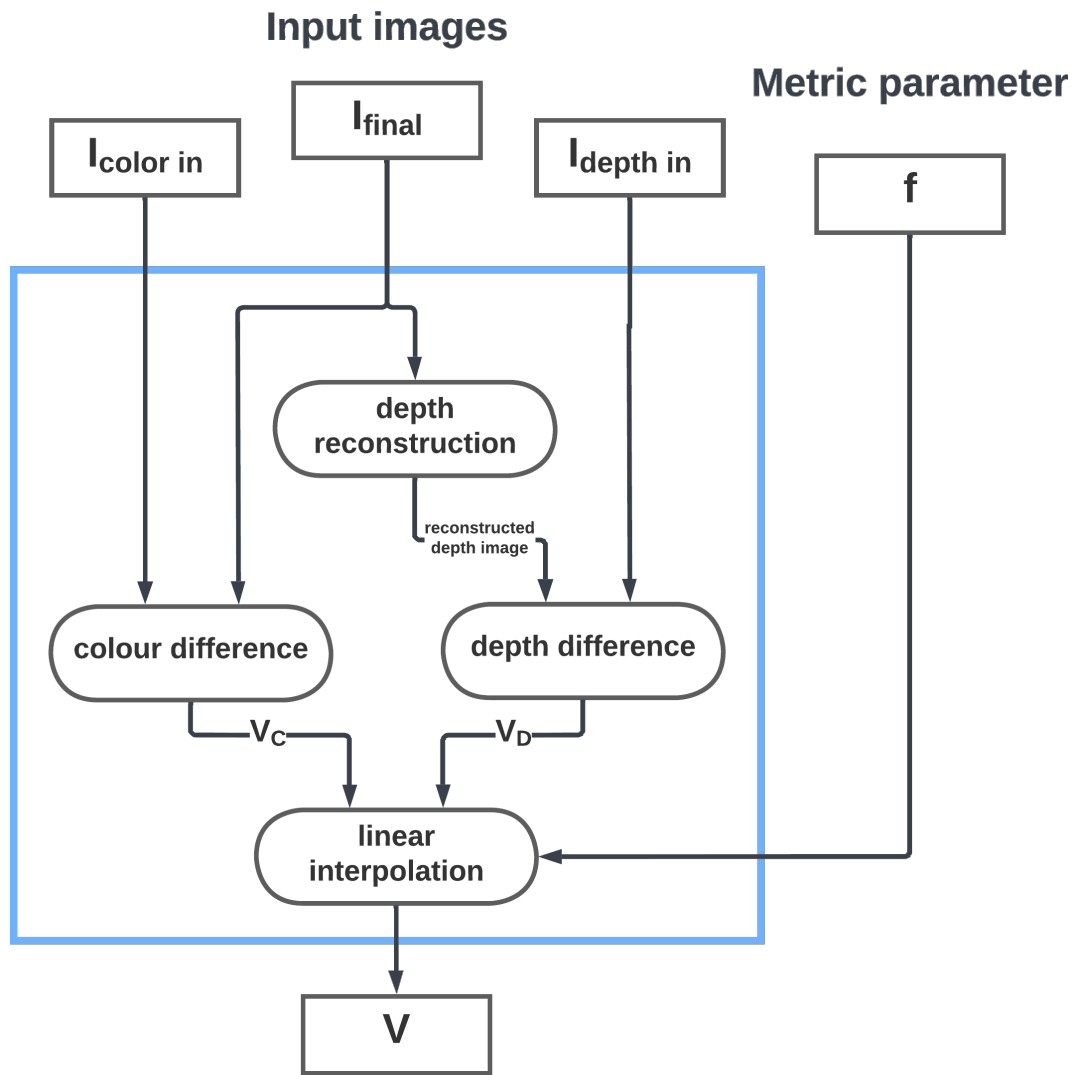 Input images
Metric parameter
Ifinal
Icolor in
Idepth in
f
depth
reconstruction
reconstructed
depth image
colour difference
depth difference
VC
VD
linear
interpolation
V